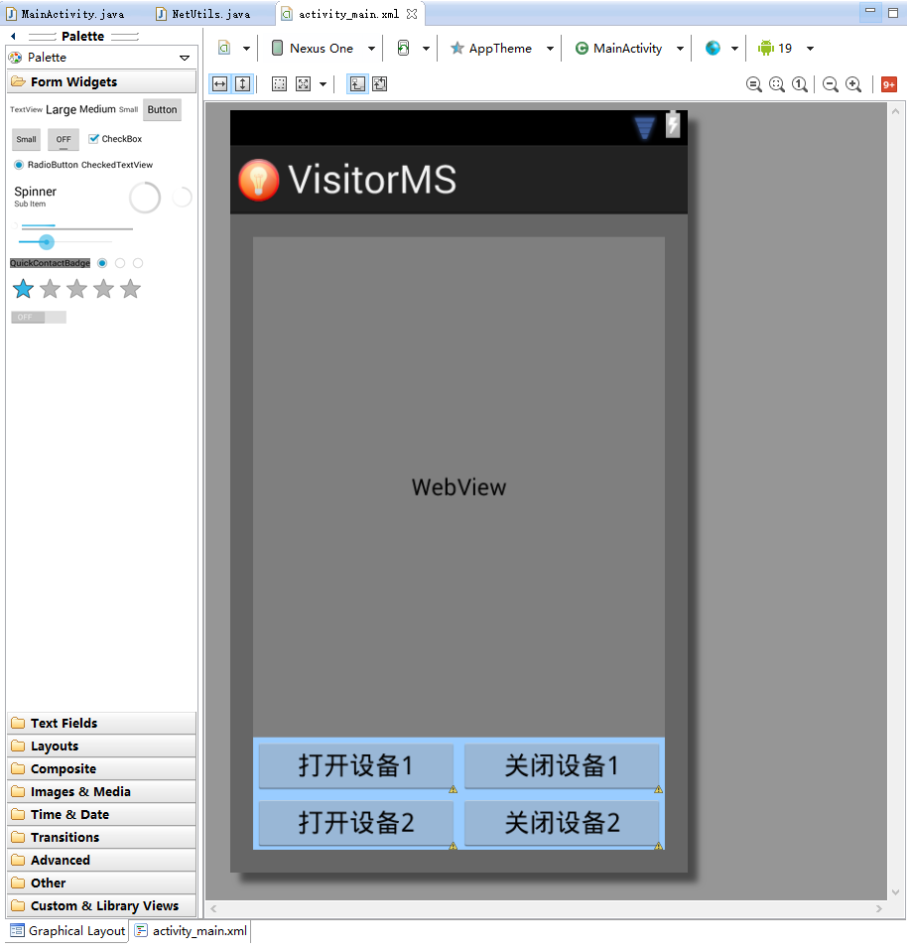 MainActivity.java NetUtils.java activity_main.xml
Palette
Palette
Nexus One AppTheme MainActivity 19
Form Widgets
9+
TextView Large Medium Small Button
Small OFF CheckBox
RadioButton CheckedTextView
Spinner
Sub Item
QuickContactBadge
OFF
VisitorMS
WebView
打开设备1 关闭设备1
打开设备2 关闭设备2
Text Fields
Layouts
Composite
Images & Media
Time & Date
Transitions
Advanced
Other
Custom & Library Views
Graphical Layout activity_main.xml